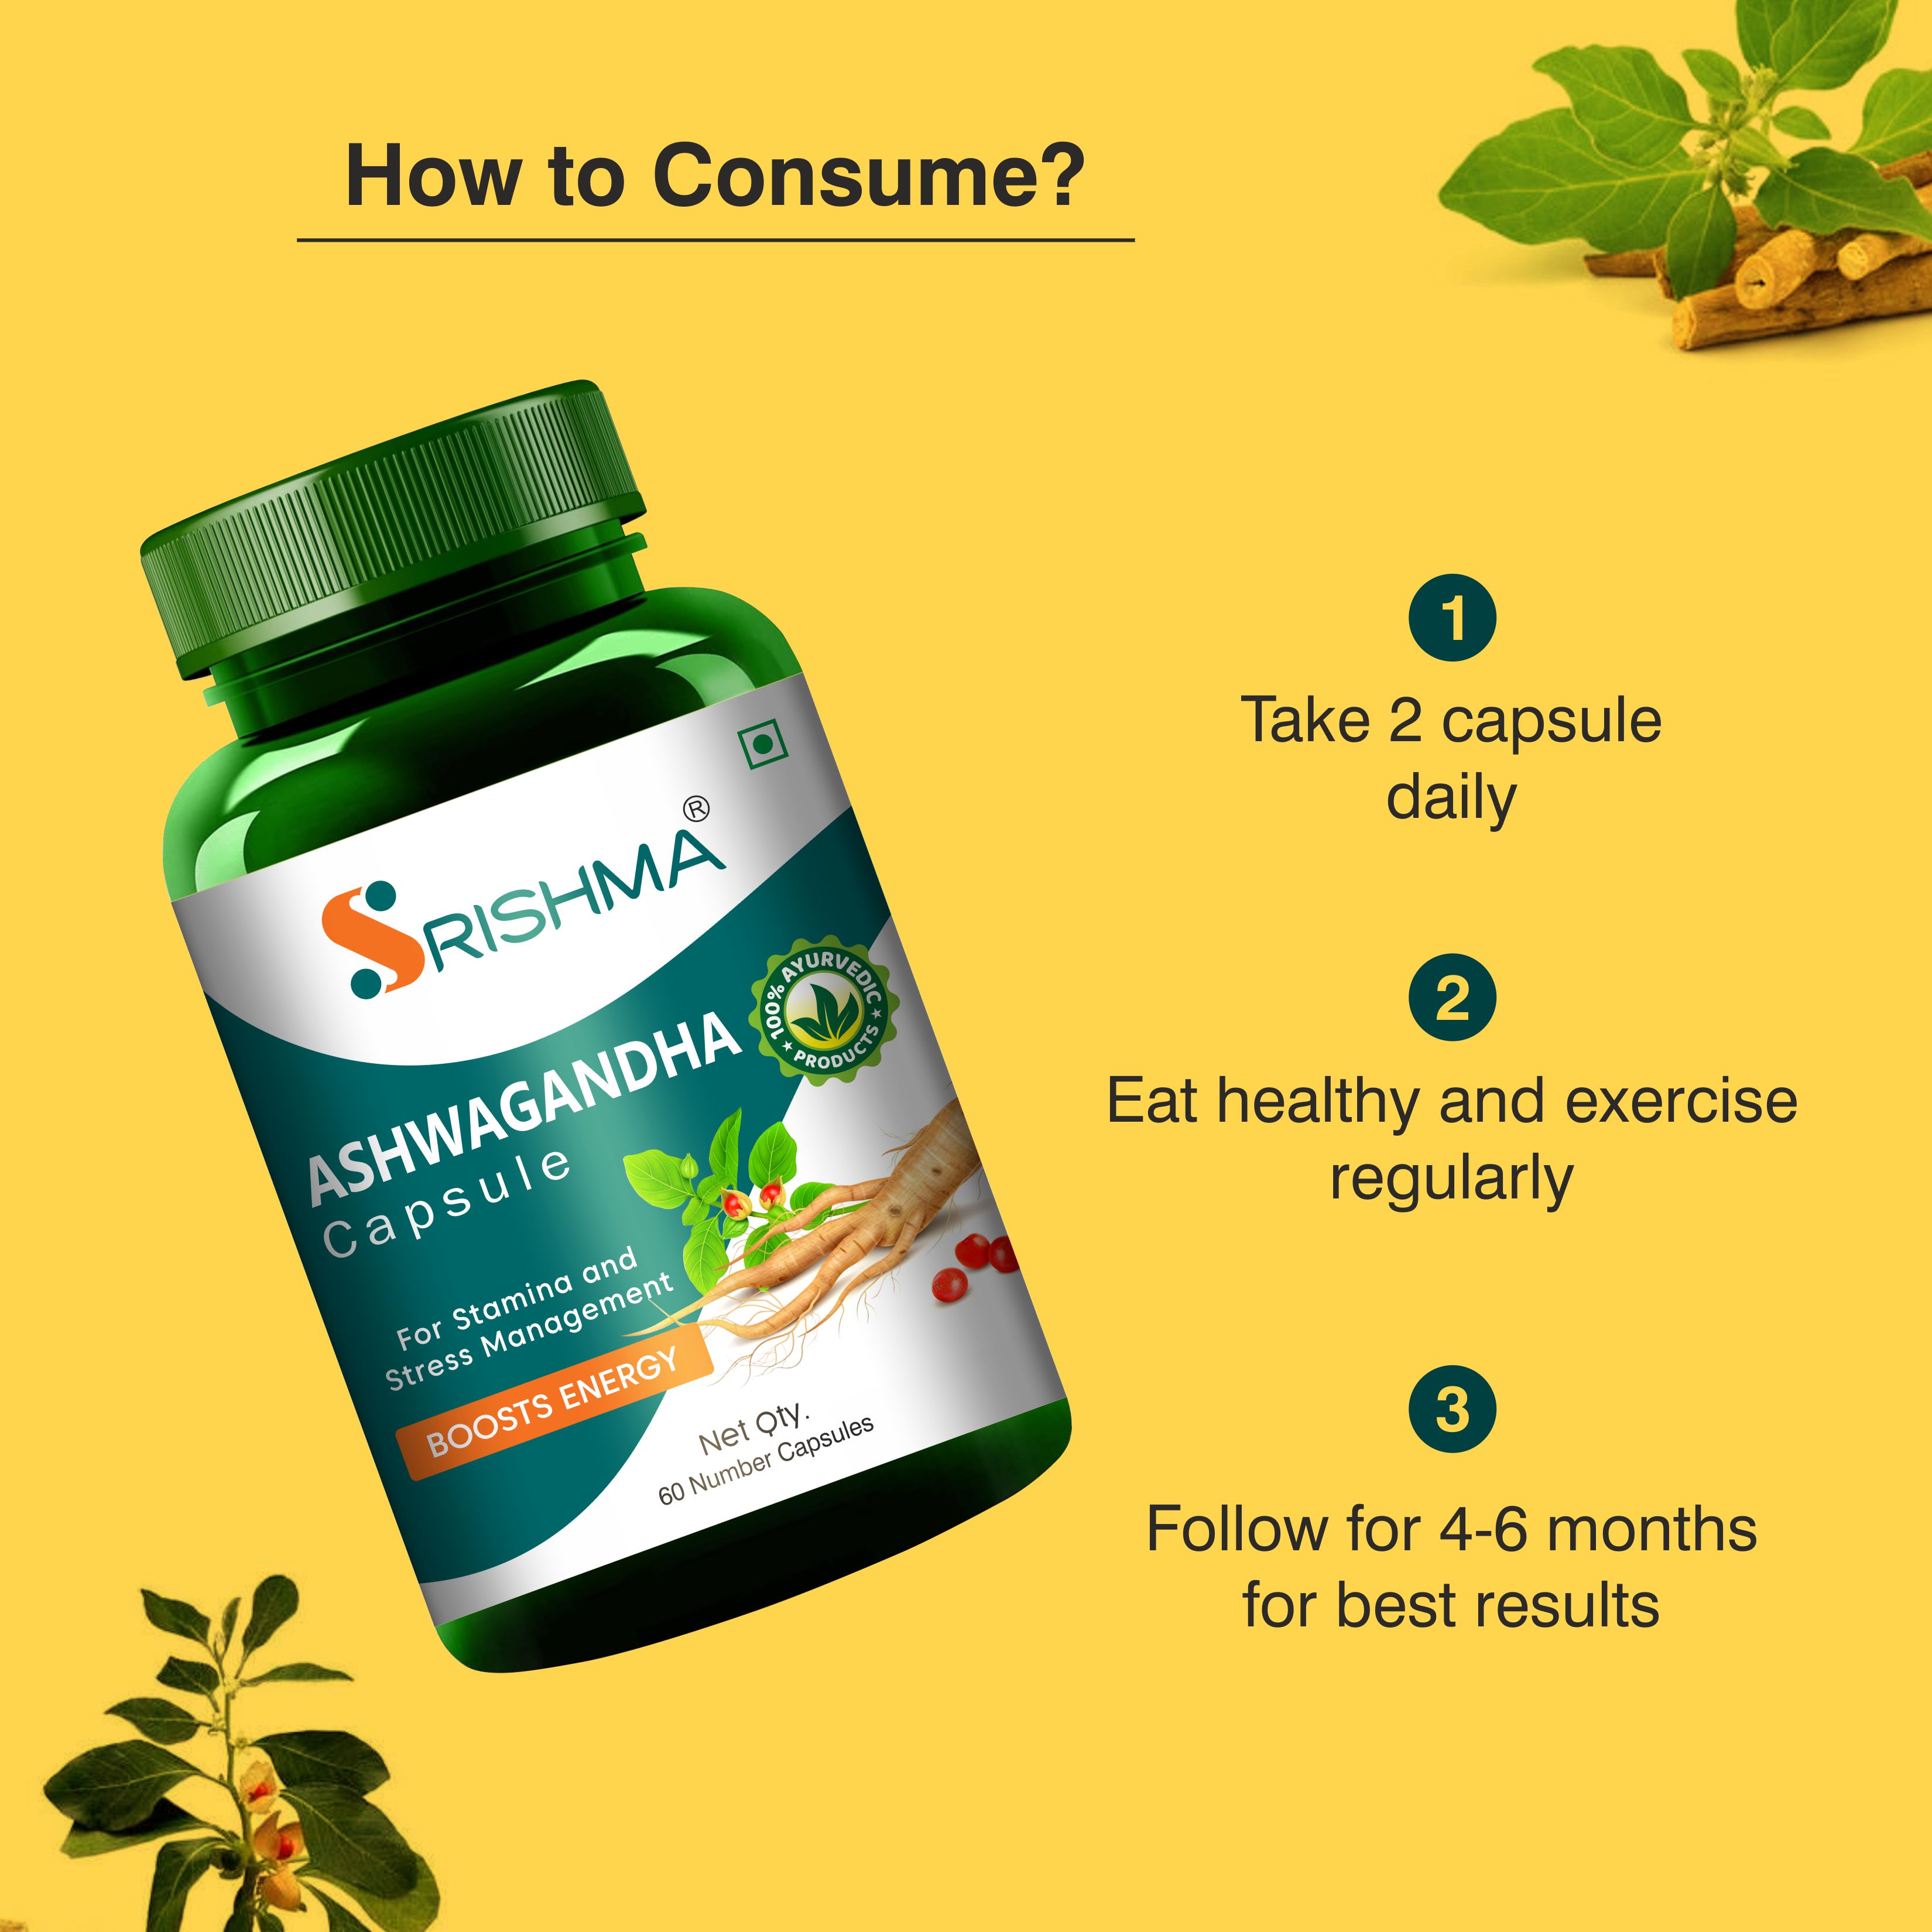 How to Consume?
SRISHMA®
100% AYURVEDIC
★ PRODUCTS ★
ASHWAGANDHA
Capsule
For Stamina and
Stress Management
BOOSTS ENERGY
Net Qty.
60 Number Capsules
1
Take 2 capsule
daily
2
Eat healthy and exercise
regularly
3
Follow for 4-6 months
for best results